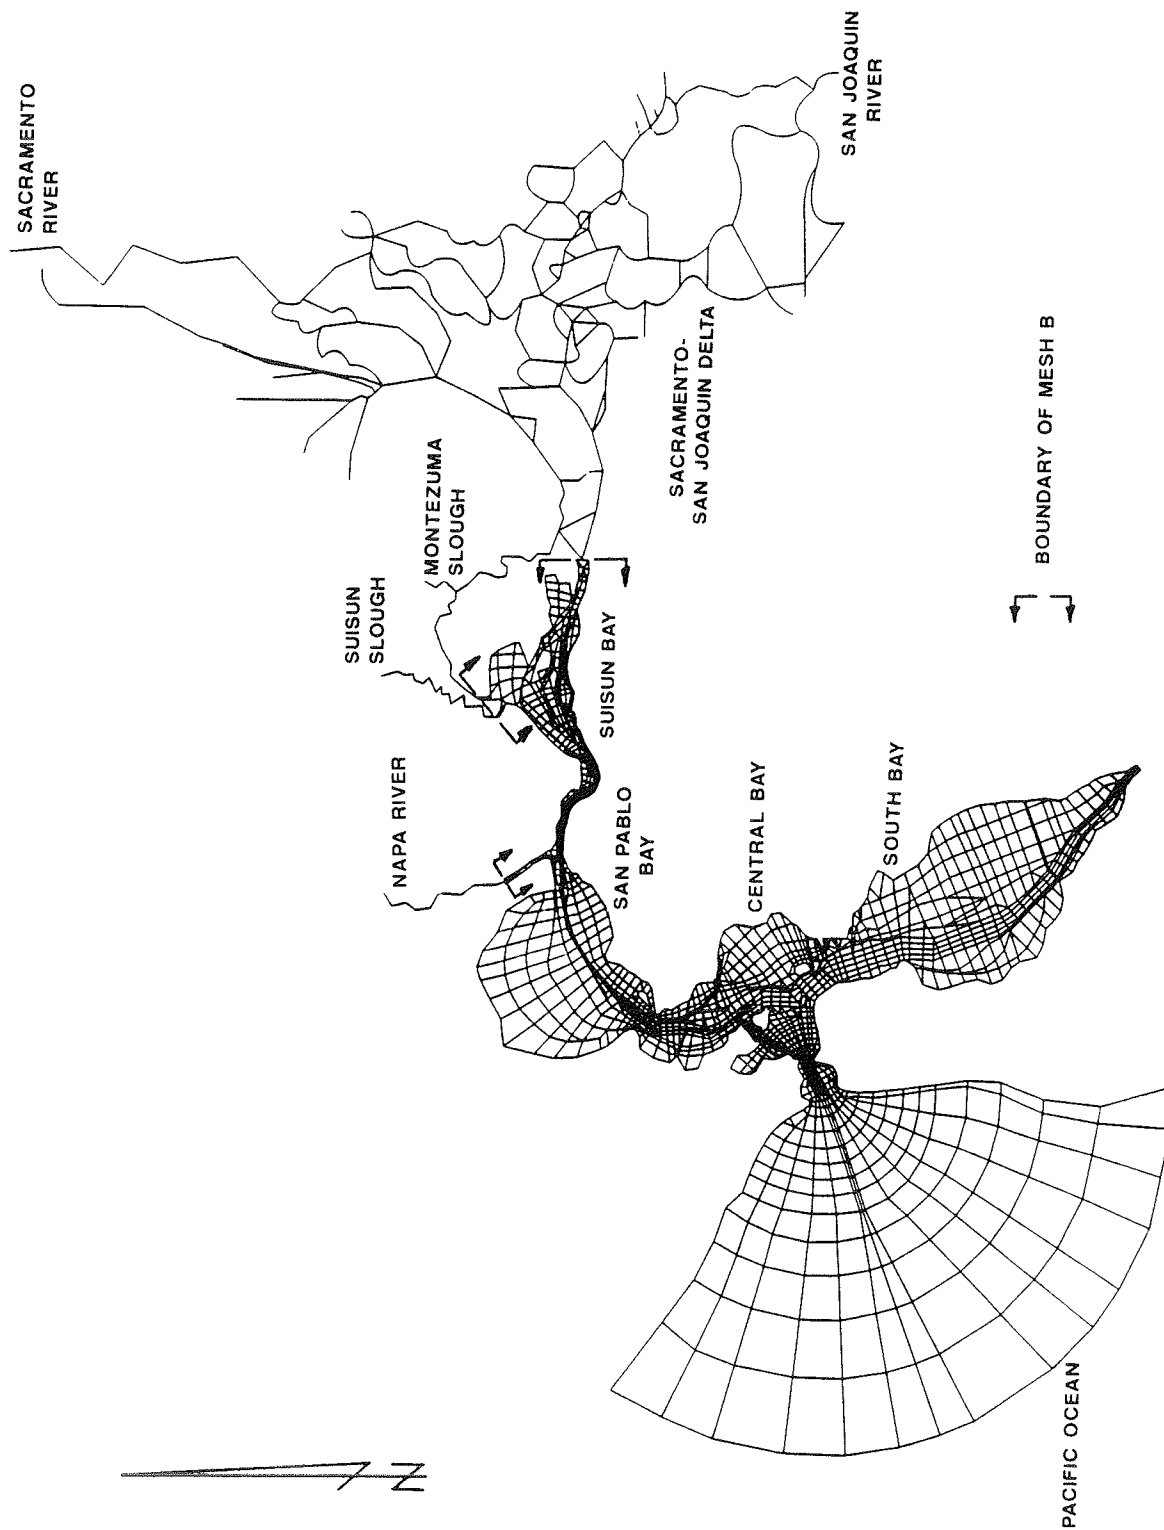 SACRAMENTO
RIVER
SAN JOAQUIN
RIVER
MONTEZUMA
SLOUGH
SUISUN
SLOUGH
SACRAMENTO-
SAN JOAQUIN DELTA
NAPA RIVER
SUISUN BAY
SAN PABLO
BAY
CENTRAL BAY
SOUTH BAY
BOUNDARY OF MESH B
PACIFIC OCEAN
N